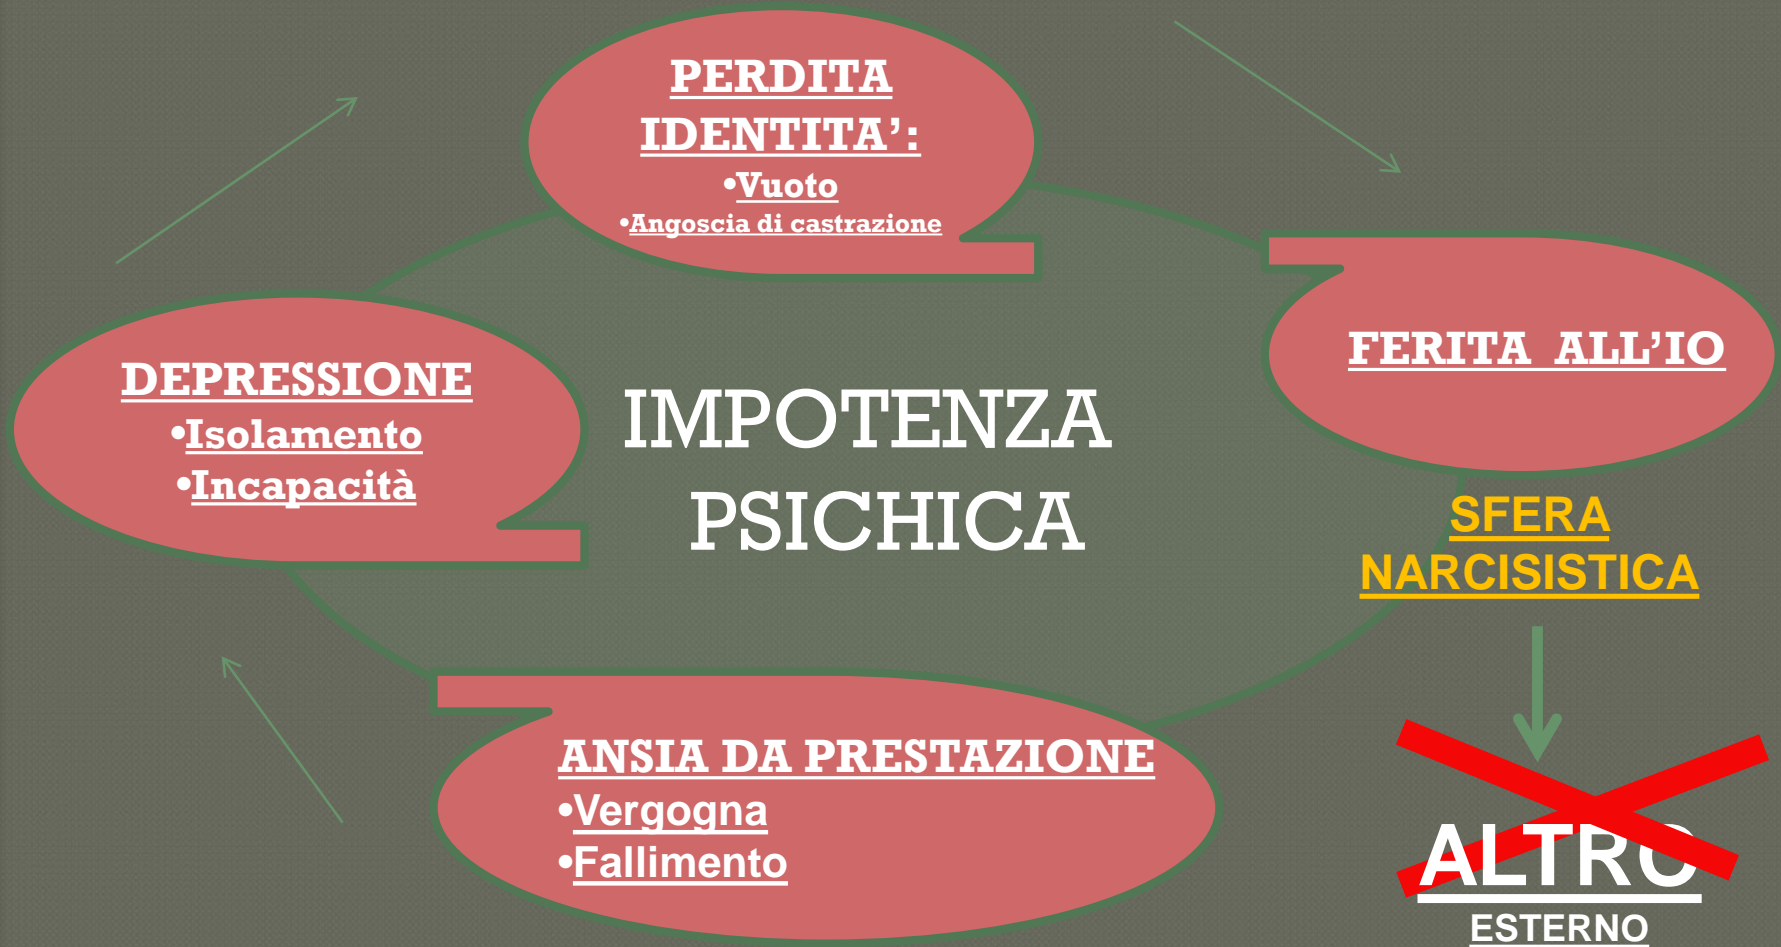 PERDITA
IDENTITA’:
•Vuoto
•Angoscia di castrazione
FERITA ALL’IO
DEPRESSIONE
•Isolamento
•Incapacità
IMPOTENZA
PSICHICA
SFERA
NARCISISTICA
ANSIA DA PRESTAZIONE
•Vergogna
•Fallimento
ALTRO
ESTERNO